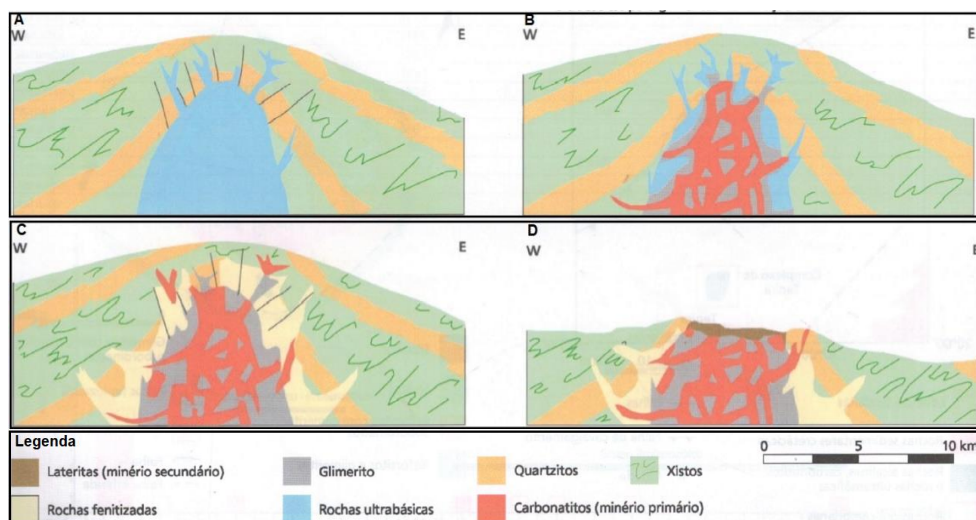 A
W
E
B
W
E
C
W
E
D
W
E
Legenda
0 5 10 km
Lateritas (minério secundário)
Glimerito
Quartzitos
Xistos
Rochas fenitizadas
Rochas ultrabásicas
Carbonatitos (minério primário)